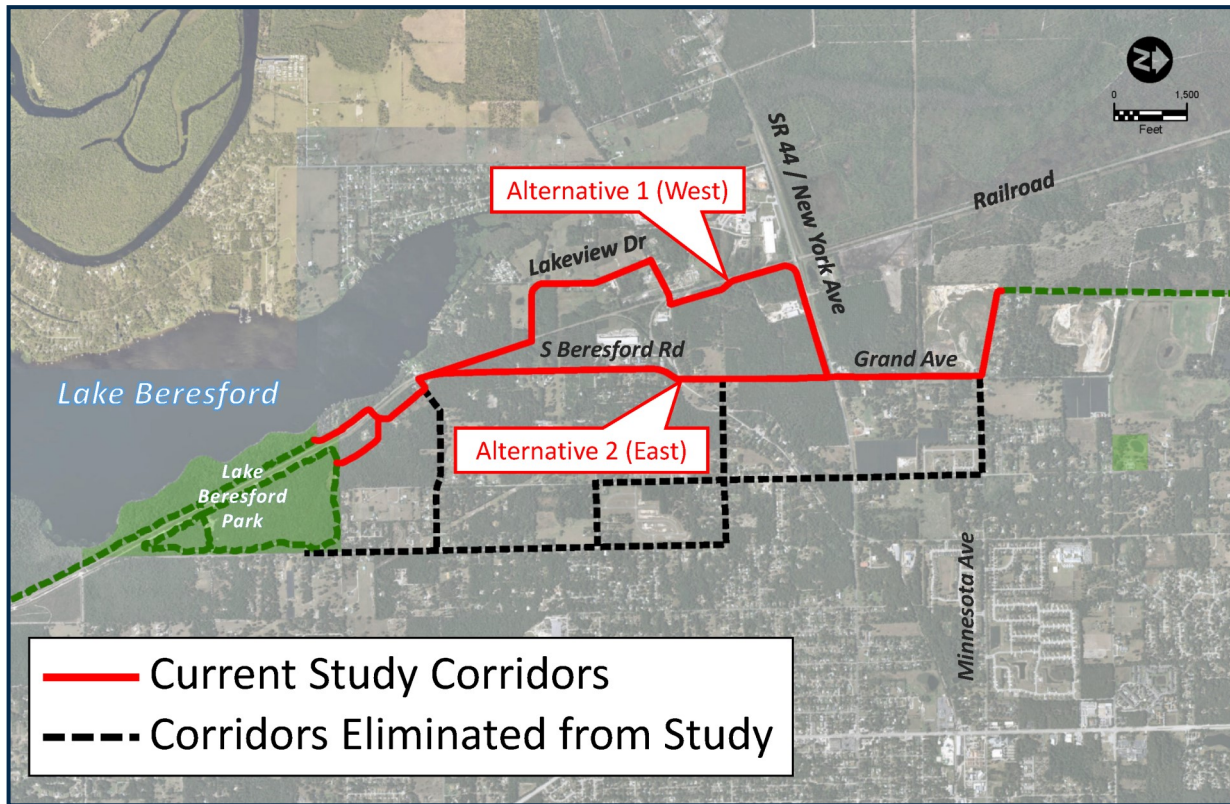 N
0 1,500
Feet
SR 44 / New York Ave
Railroad
Alternative 1 (West)
Lakeview Dr
S Beresford Rd
Grand Ave
Lake Beresford
Alternative 2 (East)
Lake
Beresford
Park
Minnesota Ave
Current Study Corridors
Corridors Eliminated from Study